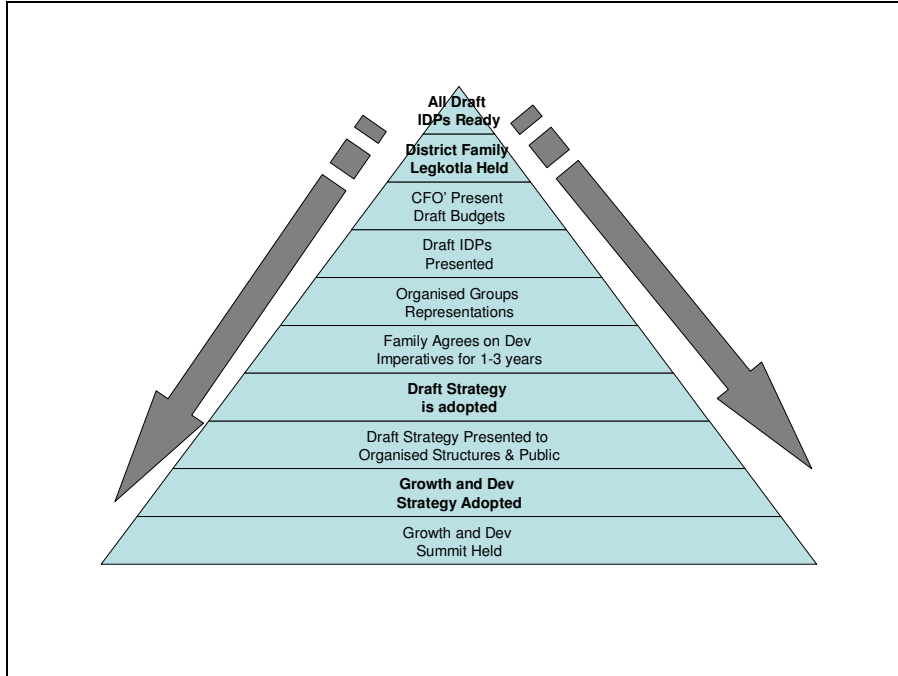 All Draft
IDPs Ready
District Family
Legkotla Held
CFO' Present
Draft Budgets
Draft IDPs
Presented
Organised Groups
Representations
Family Agrees on Dev
Imperatives for 1-3 years
Draft Strategy
is adopted
Draft Strategy Presented to
Organised Structures & Public
Growth and Dev
Strategy Adopted
Growth and Dev
Summit Held